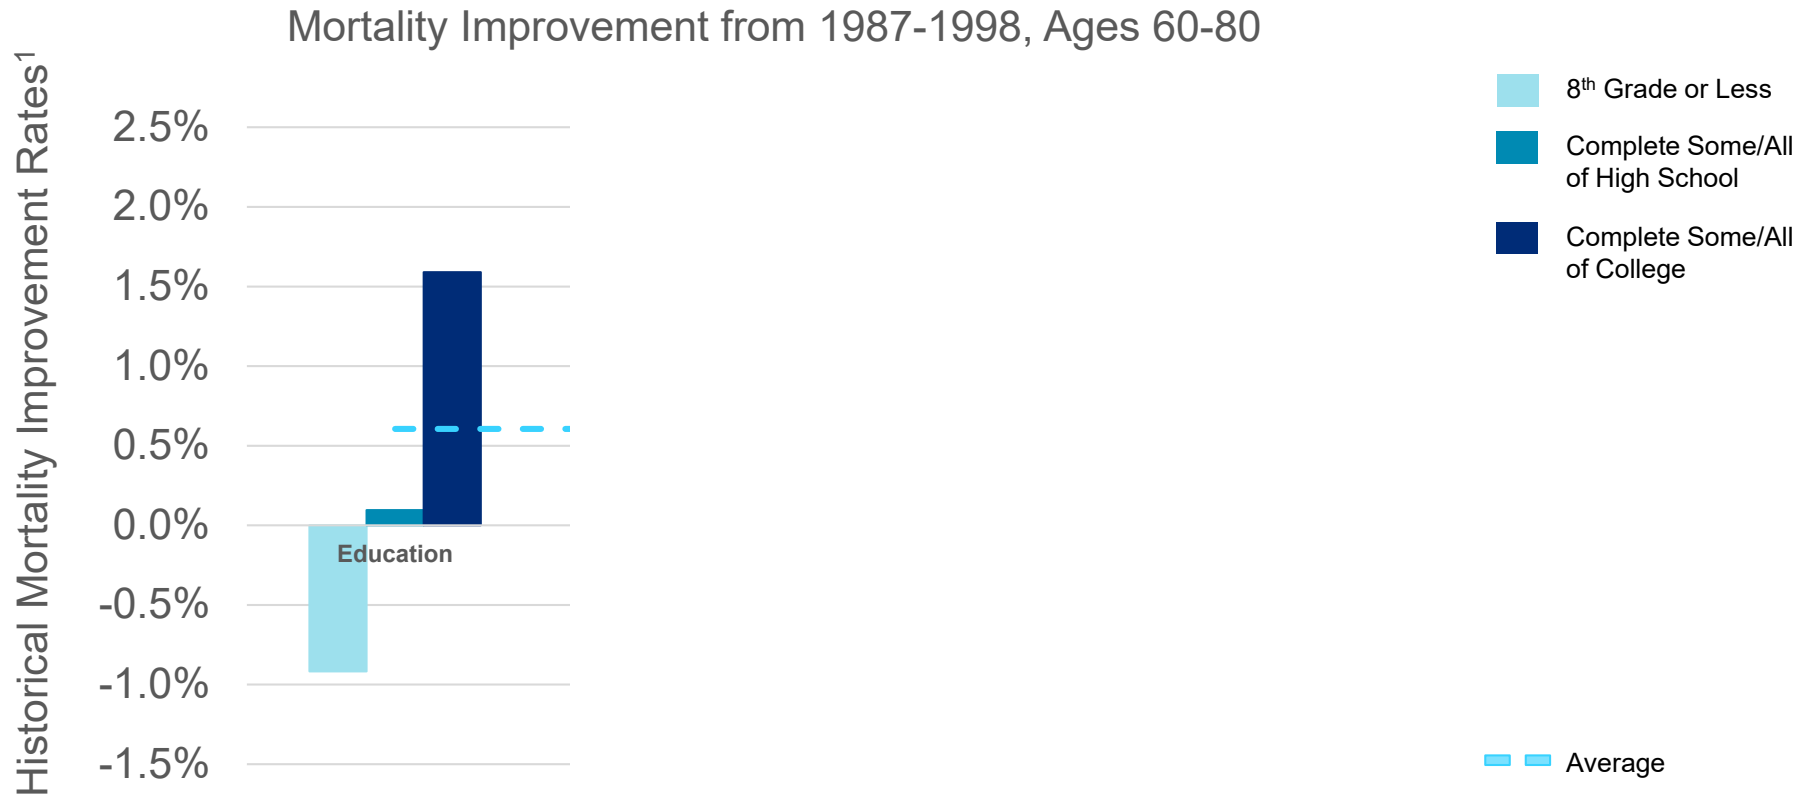 Mortality Improvement from 1987-1998, Ages 60-80
Historical Mortality Improvement Rates¹
2.5%
2.0%
1.5%
1.0%
0.5%
0.0%
-0.5%
-1.0%
-1.5%
Education
8th Grade or Less
Complete Some/All
of High School
Complete Some/All
of College
Average